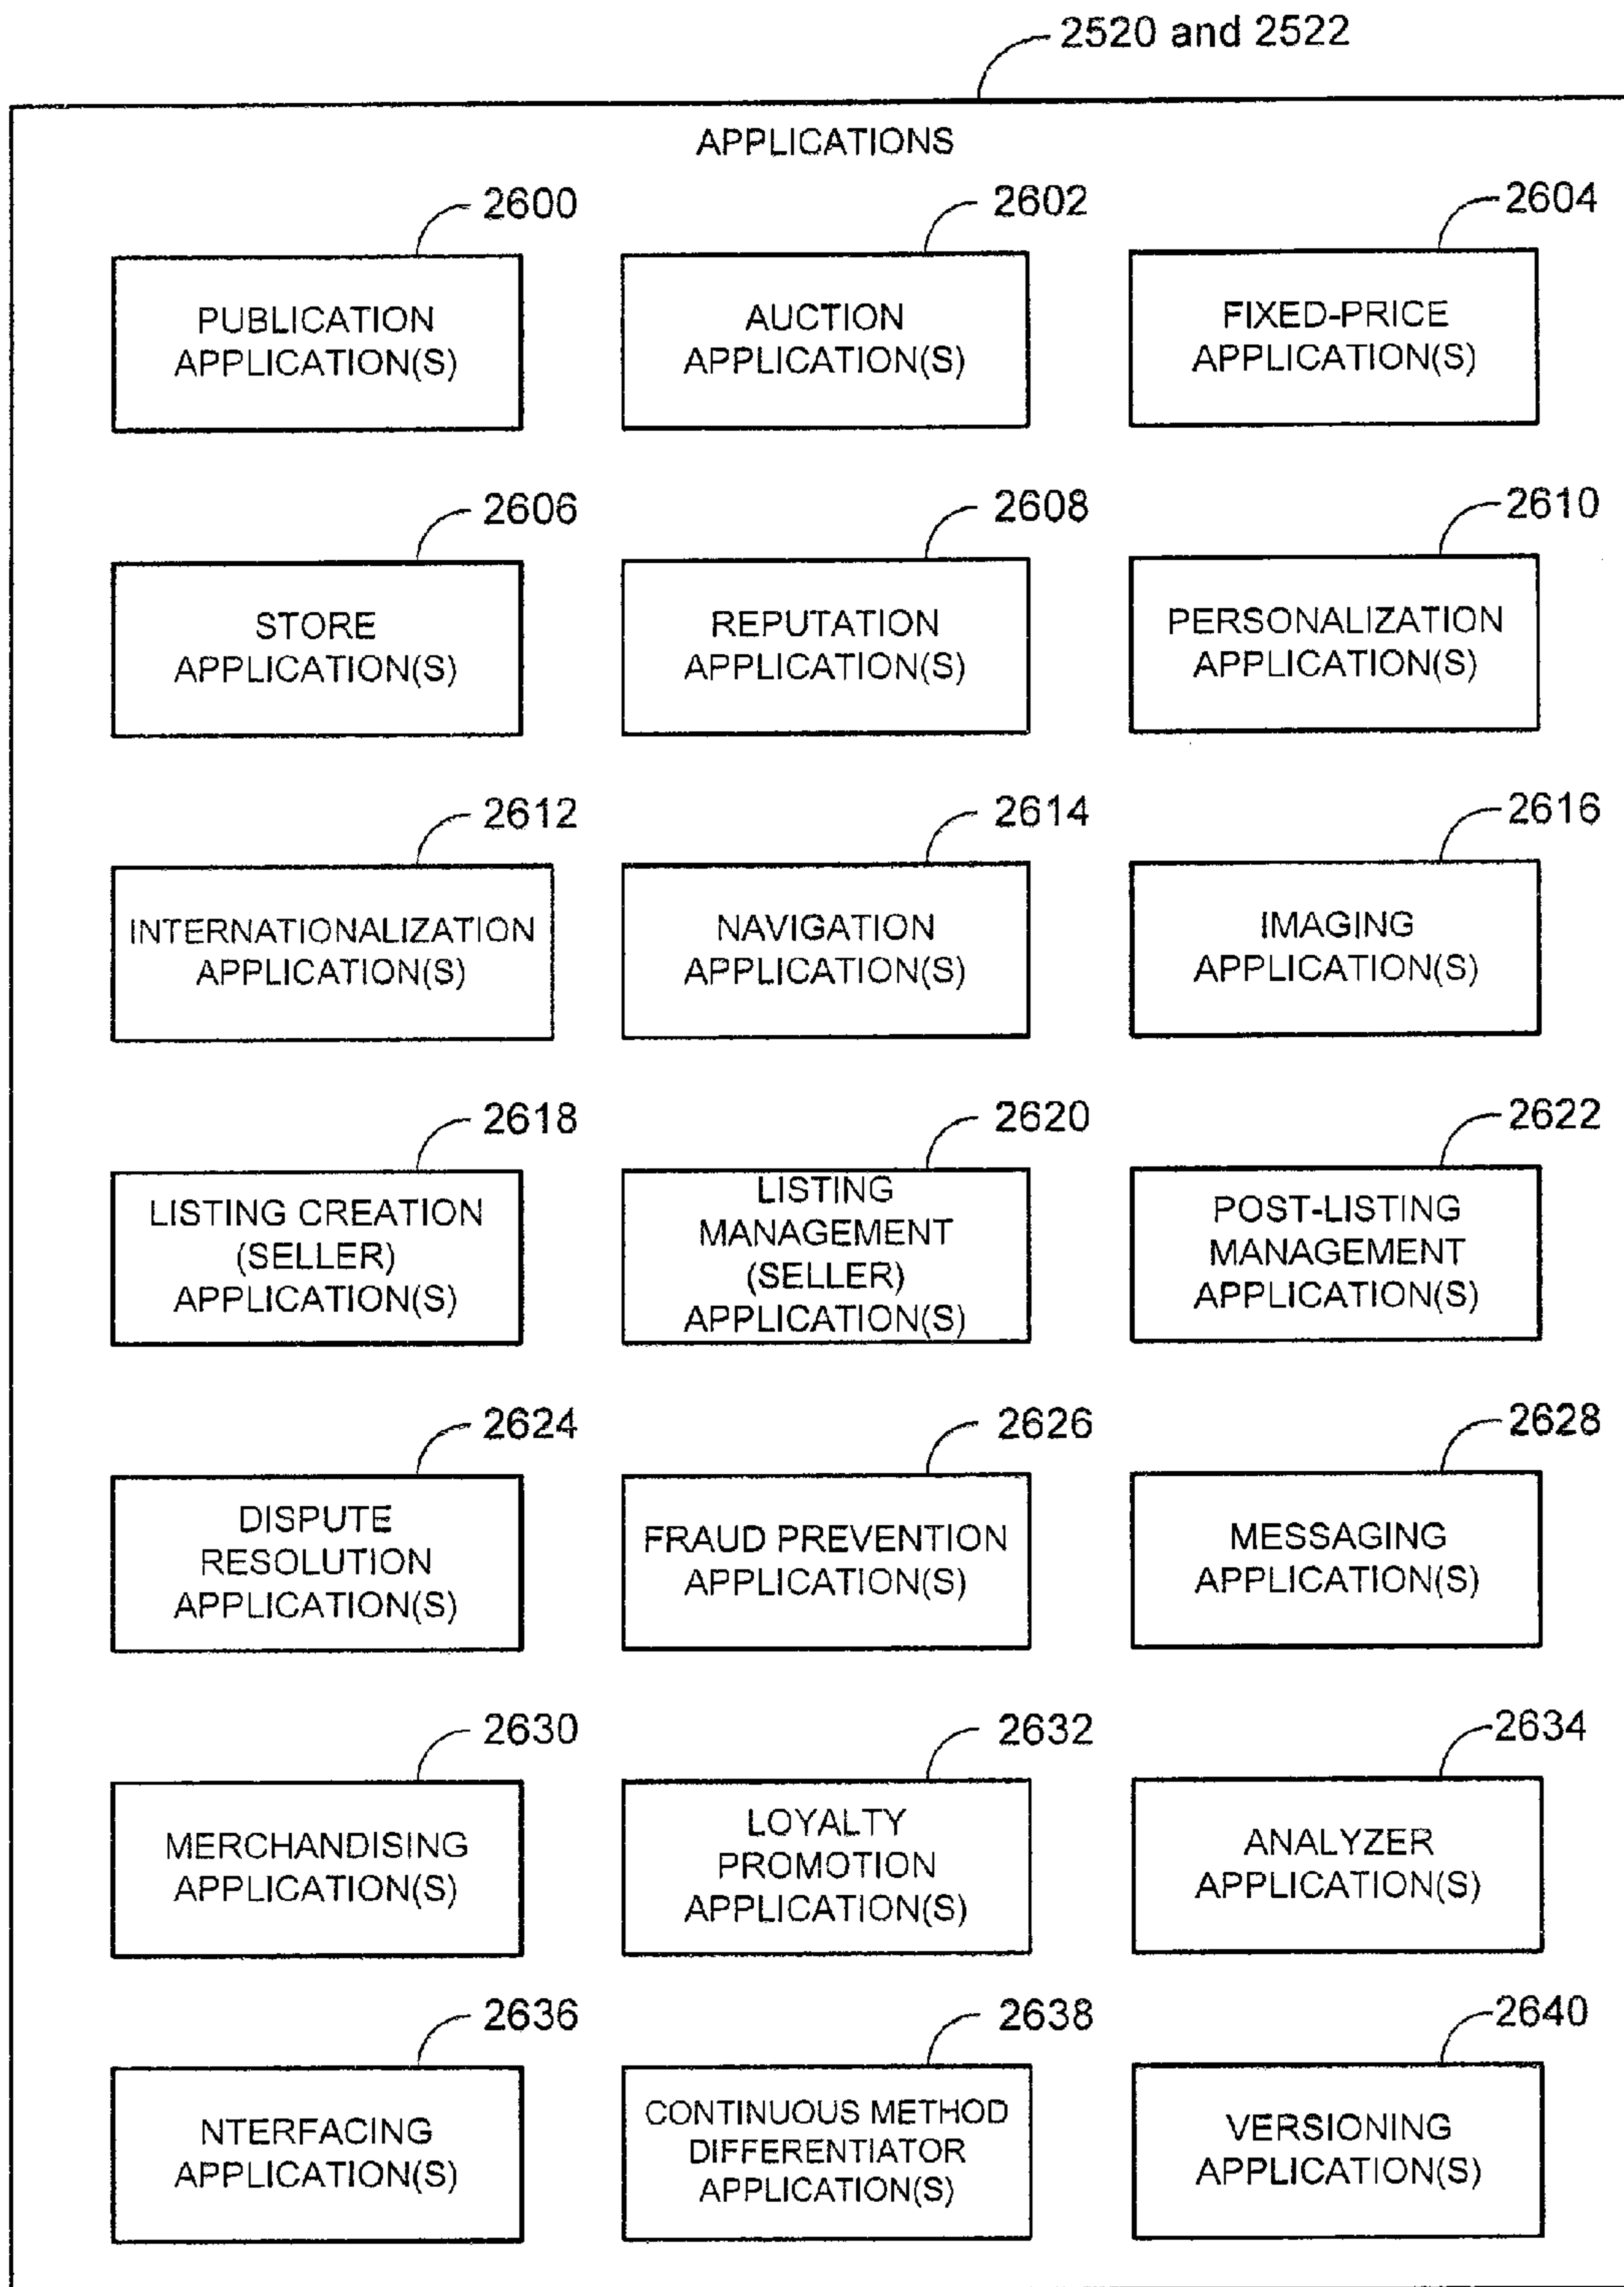 2520 and 2522
APPLICATIONS
2600
PUBLICATION
APPLICATION(S)
2602
AUCTION
APPLICATION(S)
2604
FIXED-PRICE
APPLICATION(S)
2606
STORE
APPLICATION(S)
2608
REPUTATION
APPLICATION(S)
2610
PERSONALIZATION
APPLICATION(S)
2612
INTERNATIONALIZATION
APPLICATION(S)
2614
NAVIGATION
APPLICATION(S)
2616
IMAGING
APPLICATION(S)
2618
LISTING CREATION
(SELLER)
APPLICATION(S)
2620
LISTING
MANAGEMENT
(SELLER)
APPLICATION(S)
2622
POST-LISTING
MANAGEMENT
APPLICATION(S)
2624
DISPUTE
RESOLUTION
APPLICATION(S)
2626
FRAUD PREVENTION
APPLICATION(S)
2628
MESSAGING
APPLICATION(S)
2630
MERCHANDISING
APPLICATION(S)
2632
LOYALTY
PROMOTION
APPLICATION(S)
2634
ANALYZER
APPLICATION(S)
2636
NTERFACING
APPLICATION(S)
2638
CONTINUOUS METHOD
DIFFERENTIATOR
APPLICATION(S)
2640
VERSIONING
APPLICATION(S)